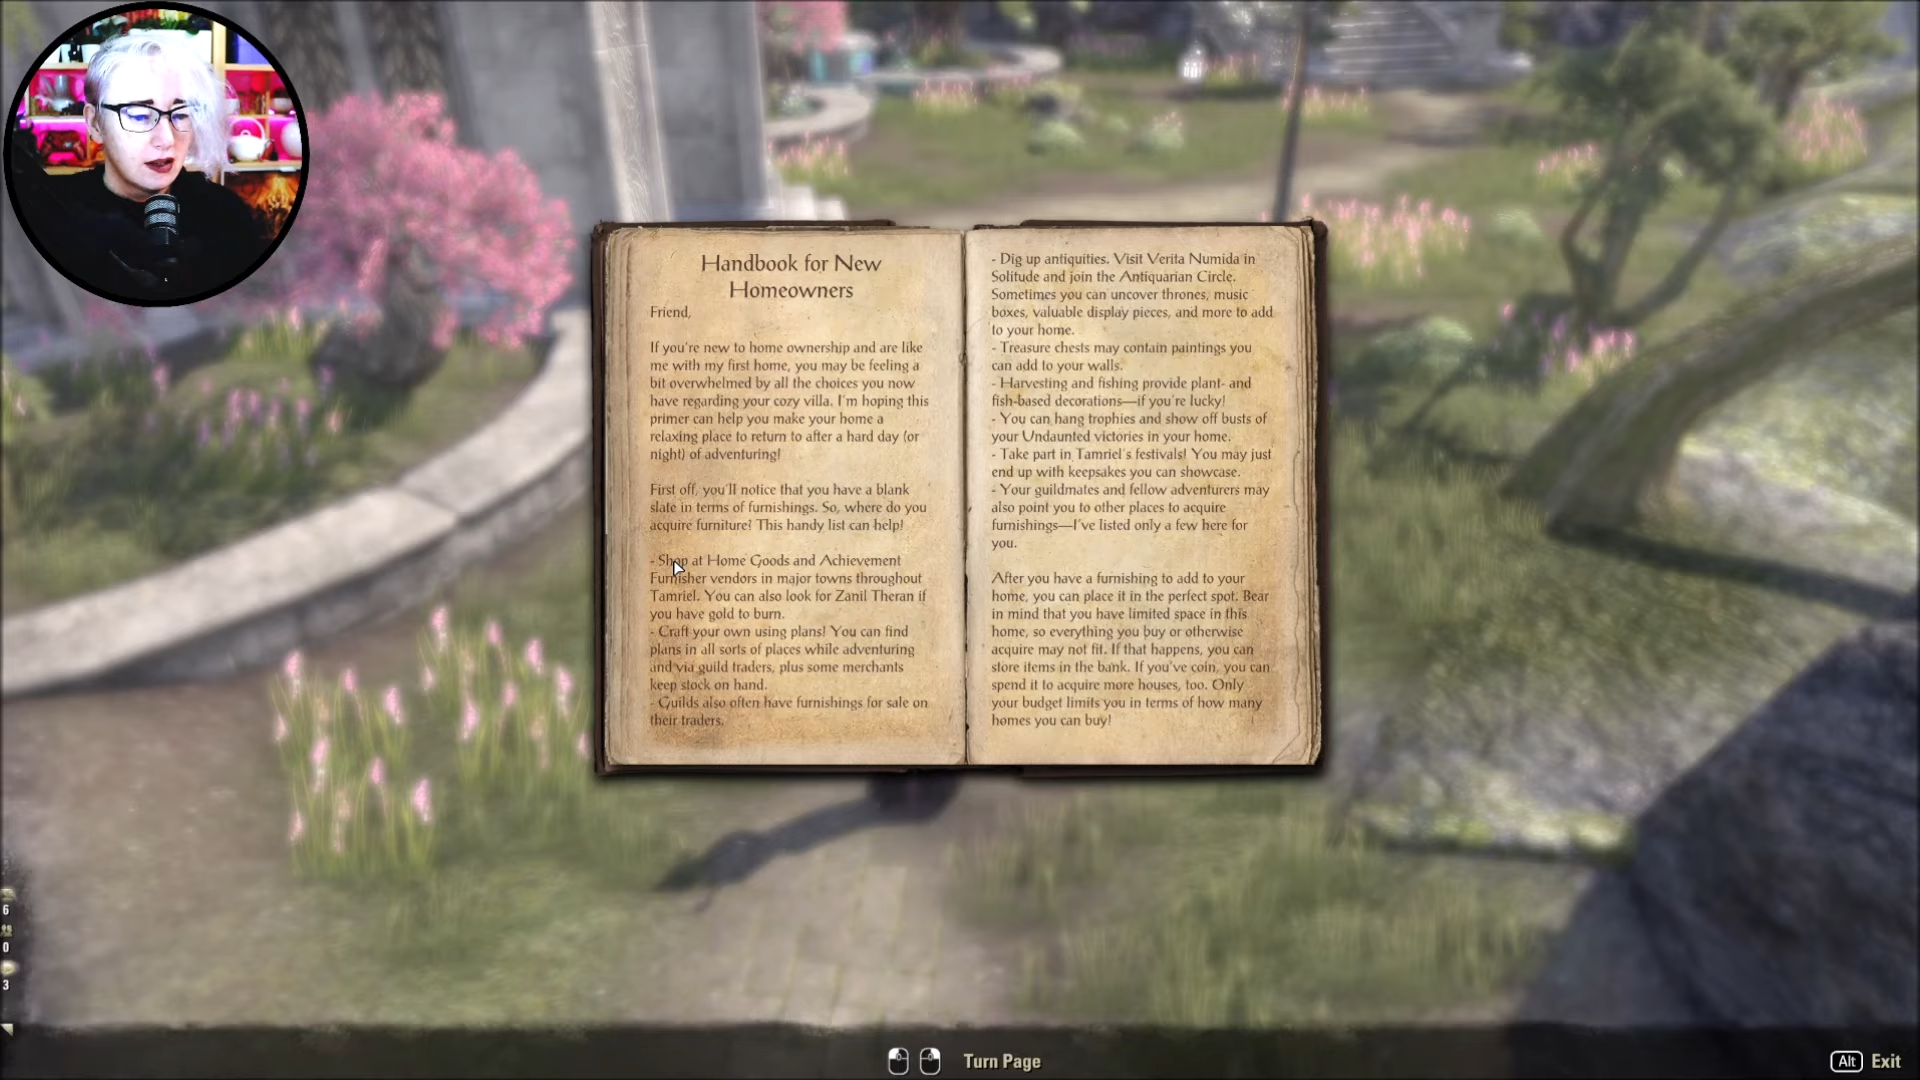 Handbook for New
Homeowners
Friend,
If you're new to home ownership and are like
me with my first home, you may be feeling a
bit overwhelmed by all the choices you now
have regarding your cozy villa. I'm hoping this
primer can help you make your home a
relaxing place to return to after a hard day (or
night) of adventuring!
First off, you'll notice that you have a blank
slate in terms of furnishings. So, where do you
acquire furniture? This handy list can help!
- Shop at Home Goods and Achievement
Furnisher vendors in major towns throughout
Tamriel. You can also look for Zanil Theran if
you have gold to burn.
- Craft your own using plans! You can find
plans in all sorts of places while adventuring
and via guild traders, plus some merchants
keep stock on hand.
- Guilds also often have furnishings for sale on
their traders.
- Dig up antiquities. Visit Verita Numida in
Solitude and join the Antiquarian Circle.
Sometimes you can uncover thrones, music
boxes, valuable display pieces, and more to add
to your home.
- Treasure chests may contain paintings you
can add to your walls.
- Harvesting and fishing provide plant- and
fish-based decorations—if you're lucky!
- You can hang trophies and show off busts of
your Undaunted victories in your home.
- Take part in Tamriel's festivals! You may just
end up with keepsakes you can showcase.
- Your guildmates and fellow adventurers may
also point you to other places to acquire
furnishings—I've listed only a few here for
you.
After you have a furnishing to add to your
home, you can place it in the perfect spot. Bear
in mind that you have limited space in this
home, so everything you buy or otherwise
acquire may not fit. If that happens, you can
store items in the bank. If you've coin, you can
spend it to acquire more houses, too. Only
your budget limits you in terms of how many
homes you can buy!
6
0
3
Turn Page
Alt Exit